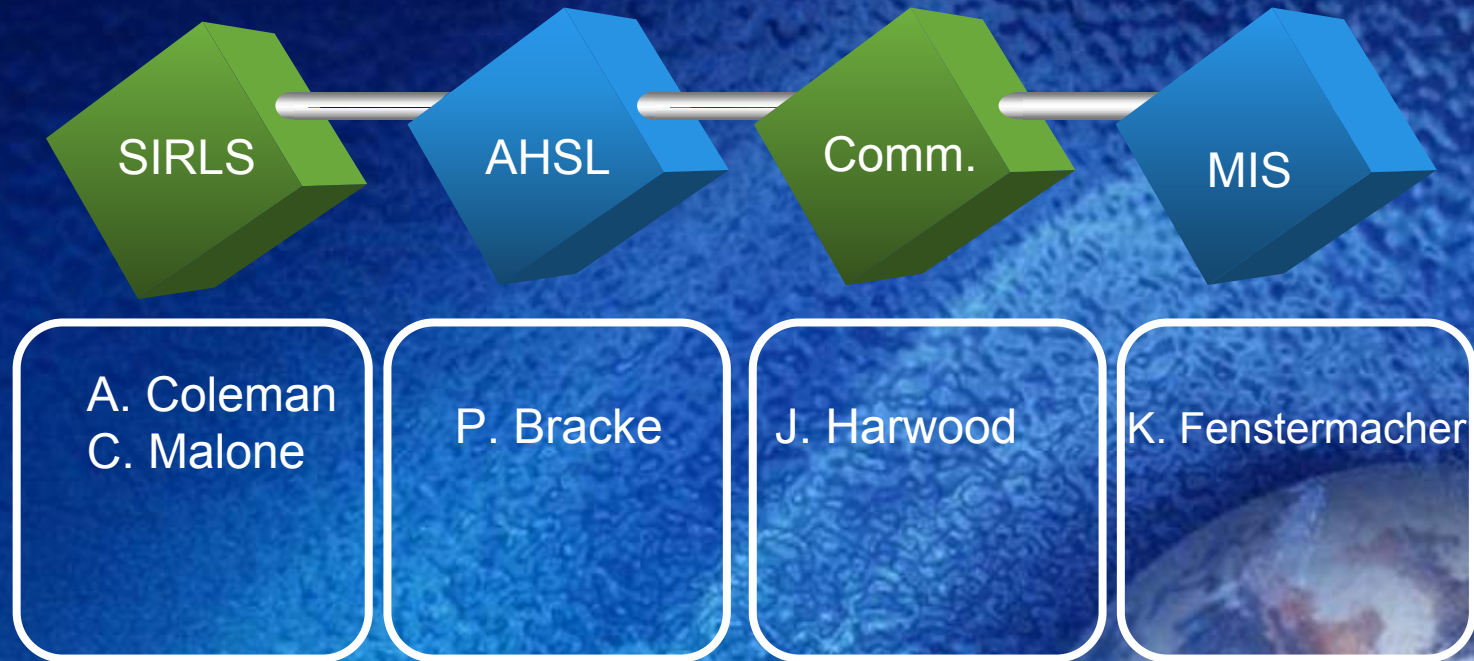 SIRLS
AHSL
Comm.
MIS
A. Coleman
C. Malone
P. Bracke
J. Harwood
K. Fenstermacher